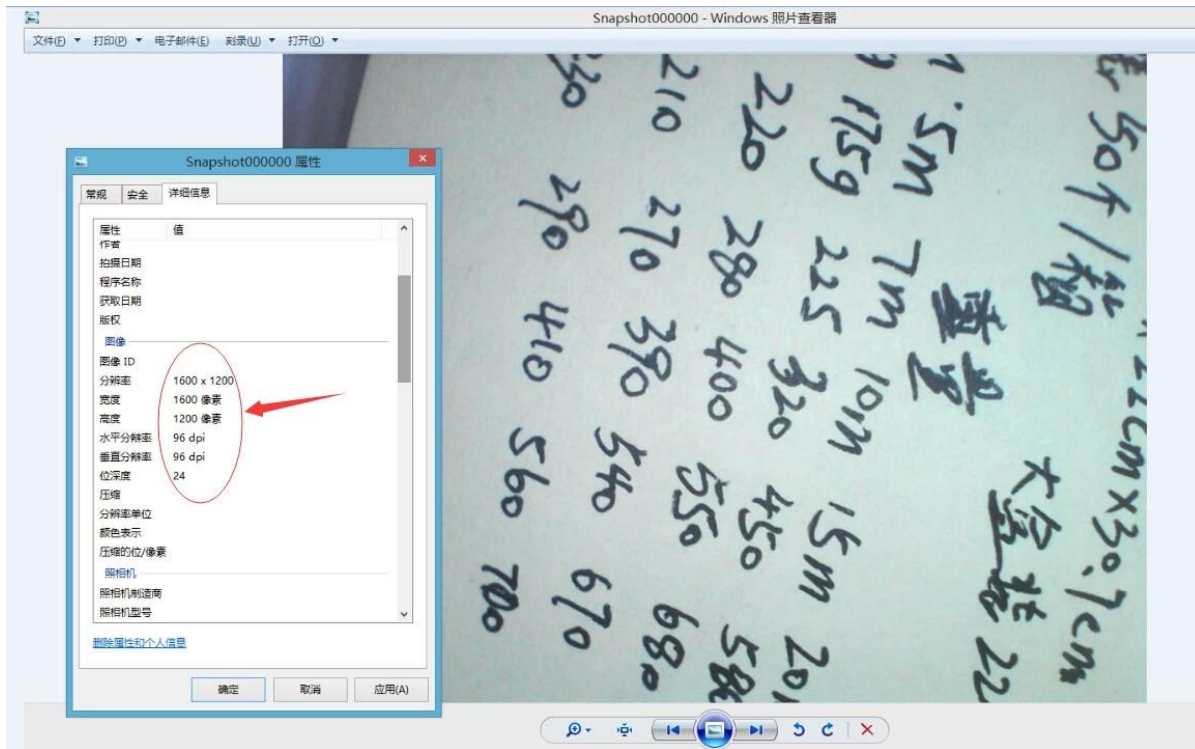 Snapshot000000 - Windows 照片查看器
文件(F) 打印(P) 电子邮件(E) 刻录(U) 打开(O)
Snapshot000000 属性
常规 安全 详细信息
属性 值
作者
拍摄日期
程序名称
获取日期
版权
图像
图像 ID
分辨率 1600 x 1200
宽度 1600 像素
高度 1200 像素
水平分辨率 96 dpi
垂直分辨率 96 dpi
位深度 24
压缩
分辨率单位
颜色表示
压缩的位/像素
照相机
照相机制造商
照相机型号
删除属性和个人信息
确定 取消 应用(A)
50个/箱
22cm×30.7cm
大盒装 22
重量
1.5m 7m 10m 15m 20
175g 225 320 450 58
220 280 400 550 680
210 270 390 540 670
230 290 410 560 700